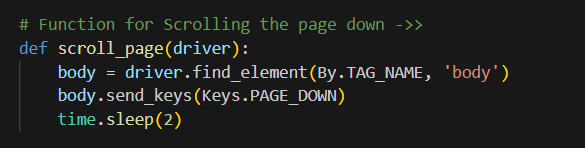 # Function for Scrolling the page down ->>
def scroll_page(driver):
    body = driver.find_element(By.TAG_NAME, 'body')
    body.send_keys(Keys.PAGE_DOWN)
    time.sleep(2)